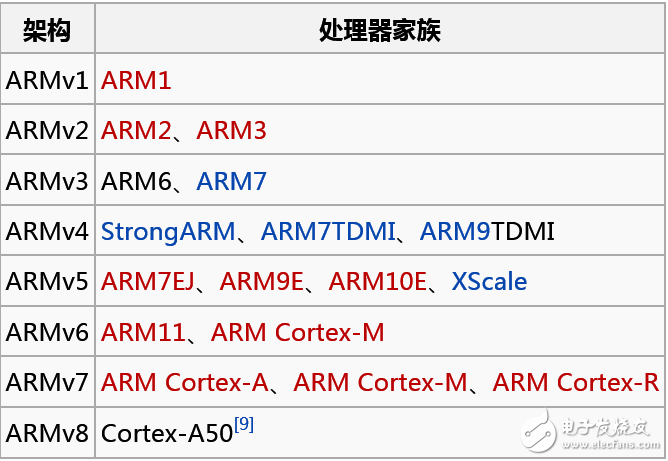 架构 处理器家族
ARMv1 ARM1
ARMv2 ARM2、ARM3
ARMv3 ARM6、ARM7
ARMv4 StrongARM、ARM7TDMI、ARM9TDMI
ARMv5 ARM7EJ、ARM9E、ARM10E、XScale
ARMv6 ARM11、ARM Cortex-M
ARMv7 ARM Cortex-A、ARM Cortex-M、ARM Cortex-R
ARMv8 Cortex-A50[9]
电子发烧友
www.elecfans.com